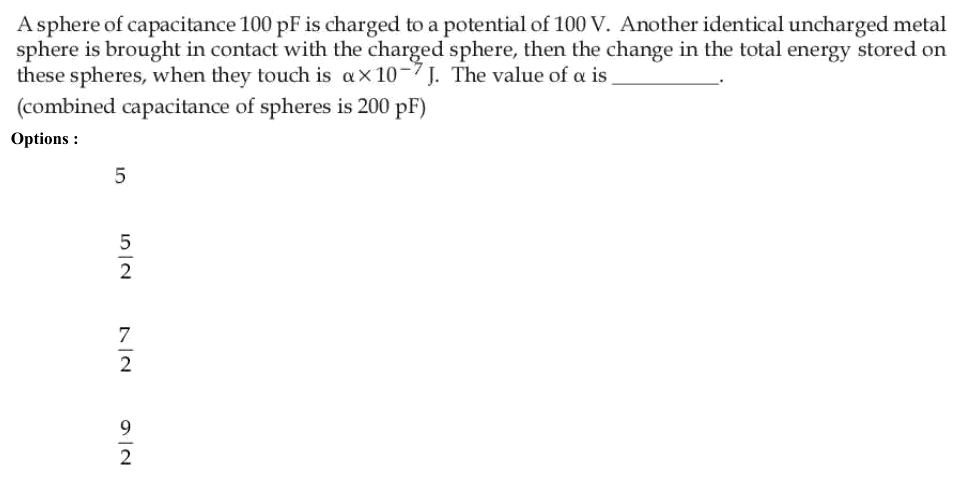 A sphere of capacitance 100 pF is charged to a potential of 100 V. Another identical uncharged metal
sphere is brought in contact with the charged sphere, then the change in the total energy stored on
these spheres, when they touch is α×10⁻⁷ J. The value of α is __________.
(combined capacitance of spheres is 200 pF)
Options :
5
5/2
7/2
9/2